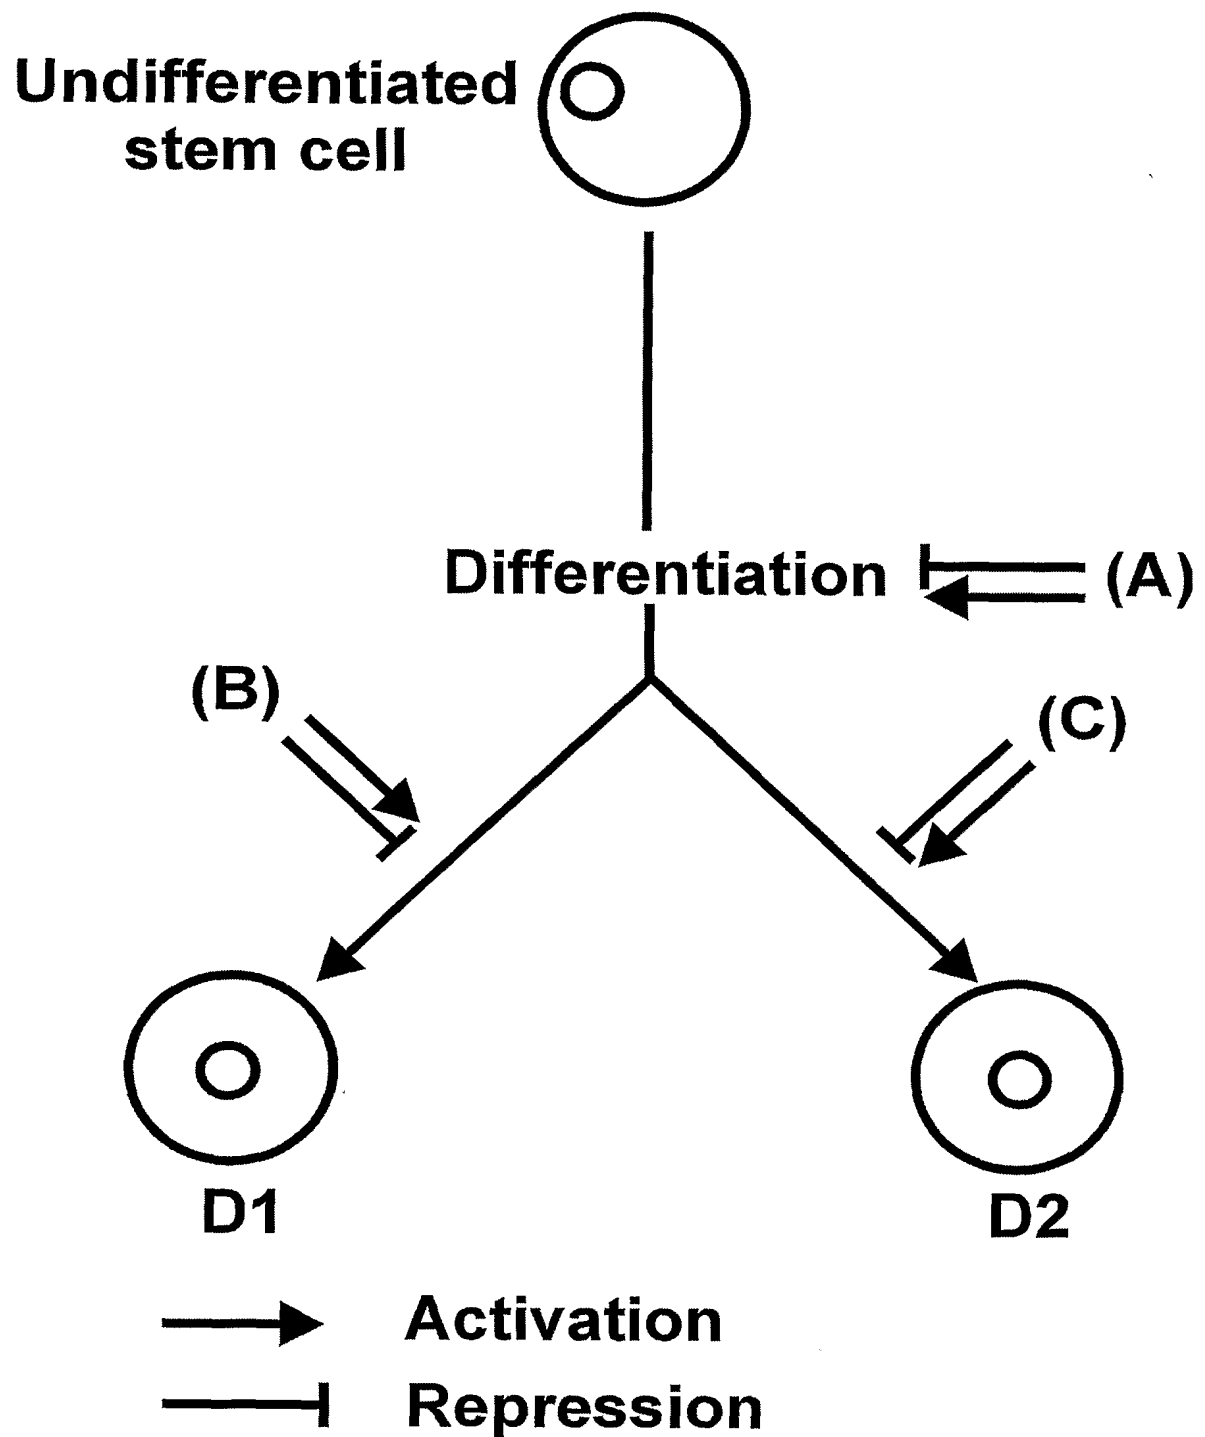 Undifferentiated
stem cell
Differentiation
(A)
(B)
(C)
D1
D2
Activation
Repression